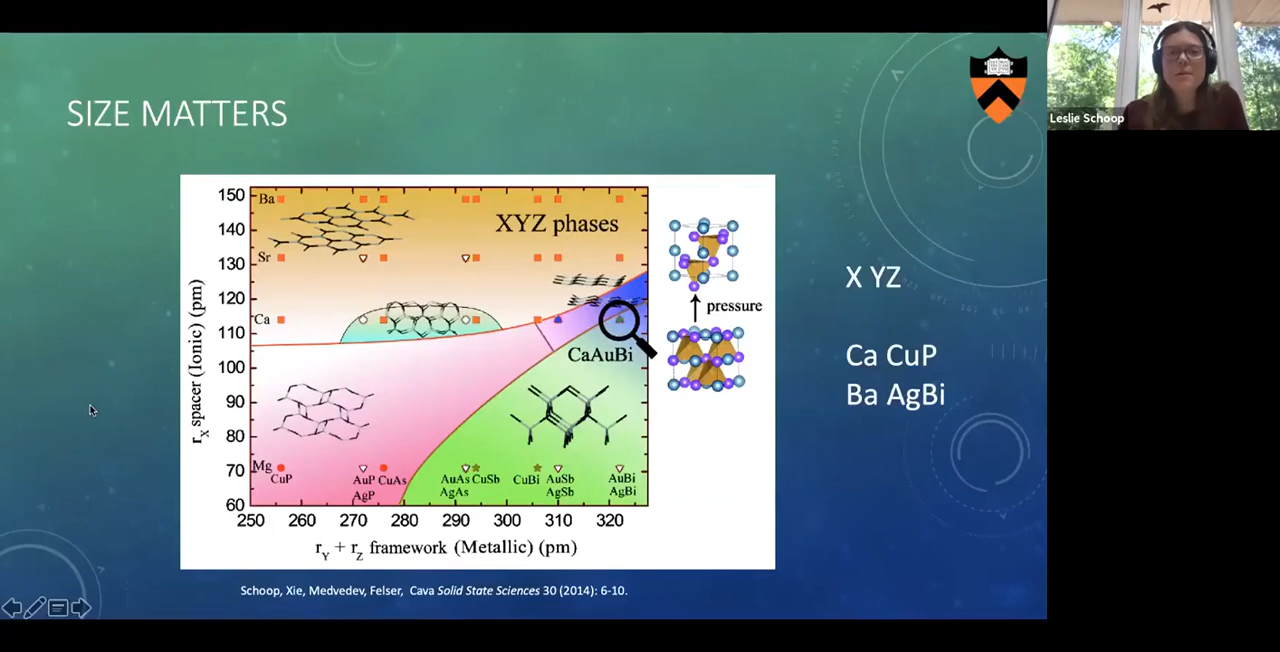 SIZE MATTERS
Leslie Schoop
XYZ phases
Ba
Sr
Ca
Mg
150
140
130
120
110
100
90
80
70
60
r_X spacer (Ionic) (pm)
CaAuBi
CuP
AuP CuAs
AgP
AuAs CuSb
AgAs
CuBi
AuSb
AgSb
AuBi
AgBi
250 260 270 280 290 300 310 320
r_Y + r_Z framework (Metallic) (pm)
pressure
X YZ
Ca CuP
Ba AgBi
Schoop, Xie, Medvedev, Felser, Cava Solid State Sciences 30 (2014): 6-10.